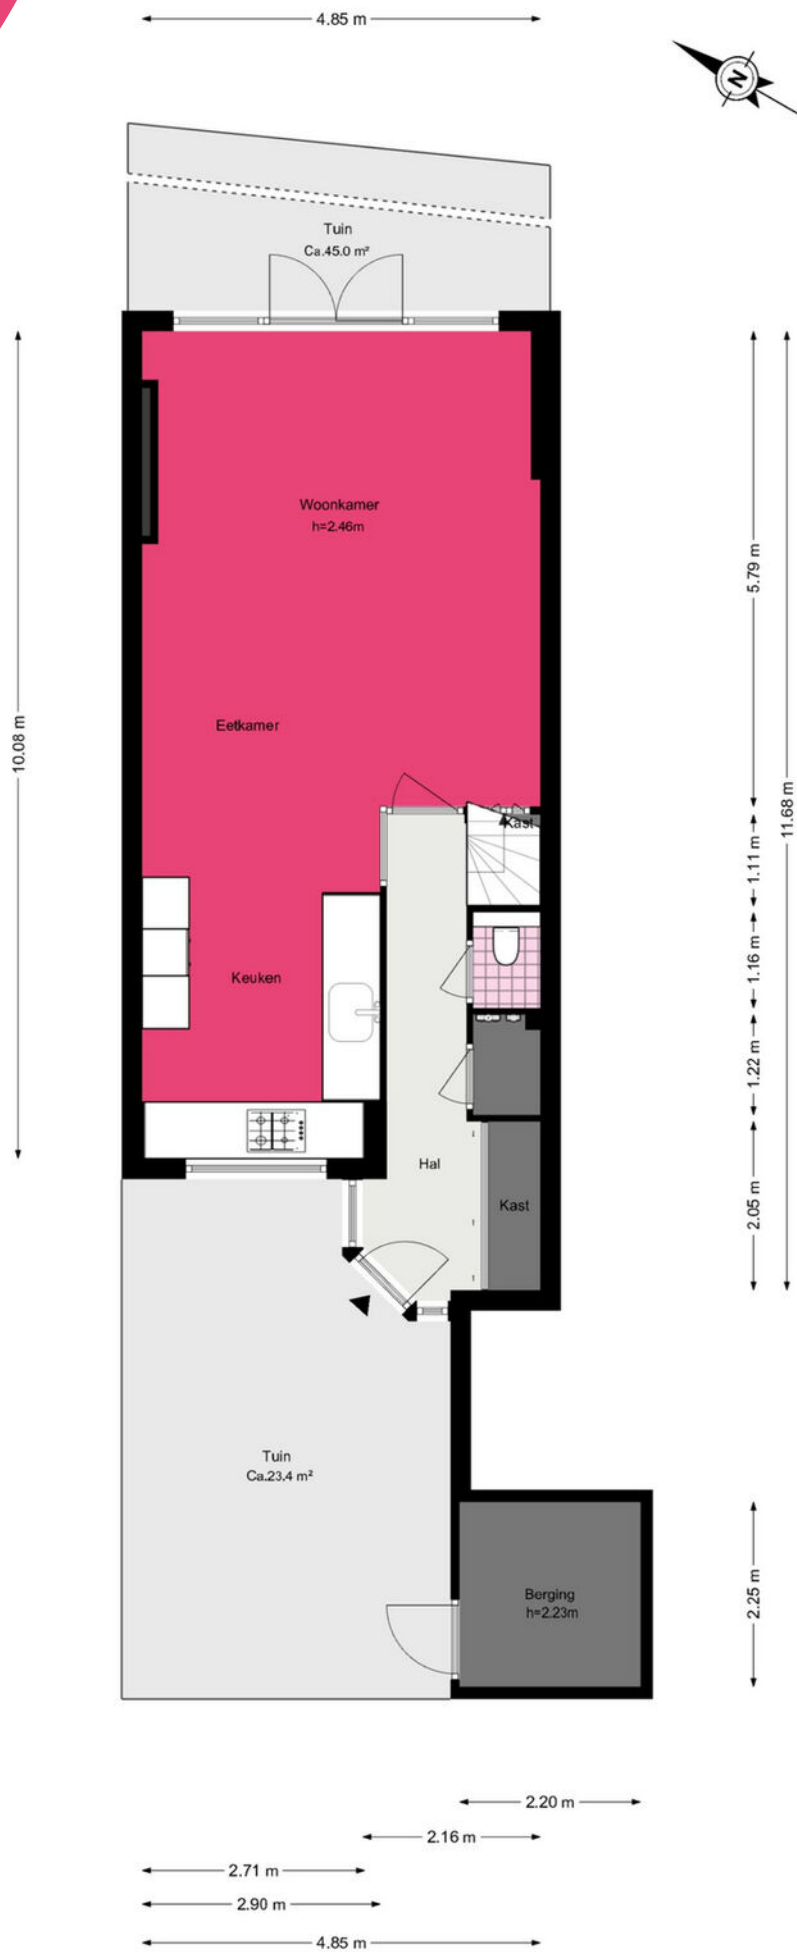 4.85 m
N
Tuin
Ca.45.0 m²
Woonkamer
h=2.46m
5.79 m
Eetkamer
10.08 m
11.68 m
Kast
1.11 m
1.16 m
Keuken
1.22 m
Hal
Kast
2.05 m
Tuin
Ca.23.4 m²
Berging
h=2.23m
2.25 m
2.20 m
2.16 m
2.71 m
2.90 m
4.85 m